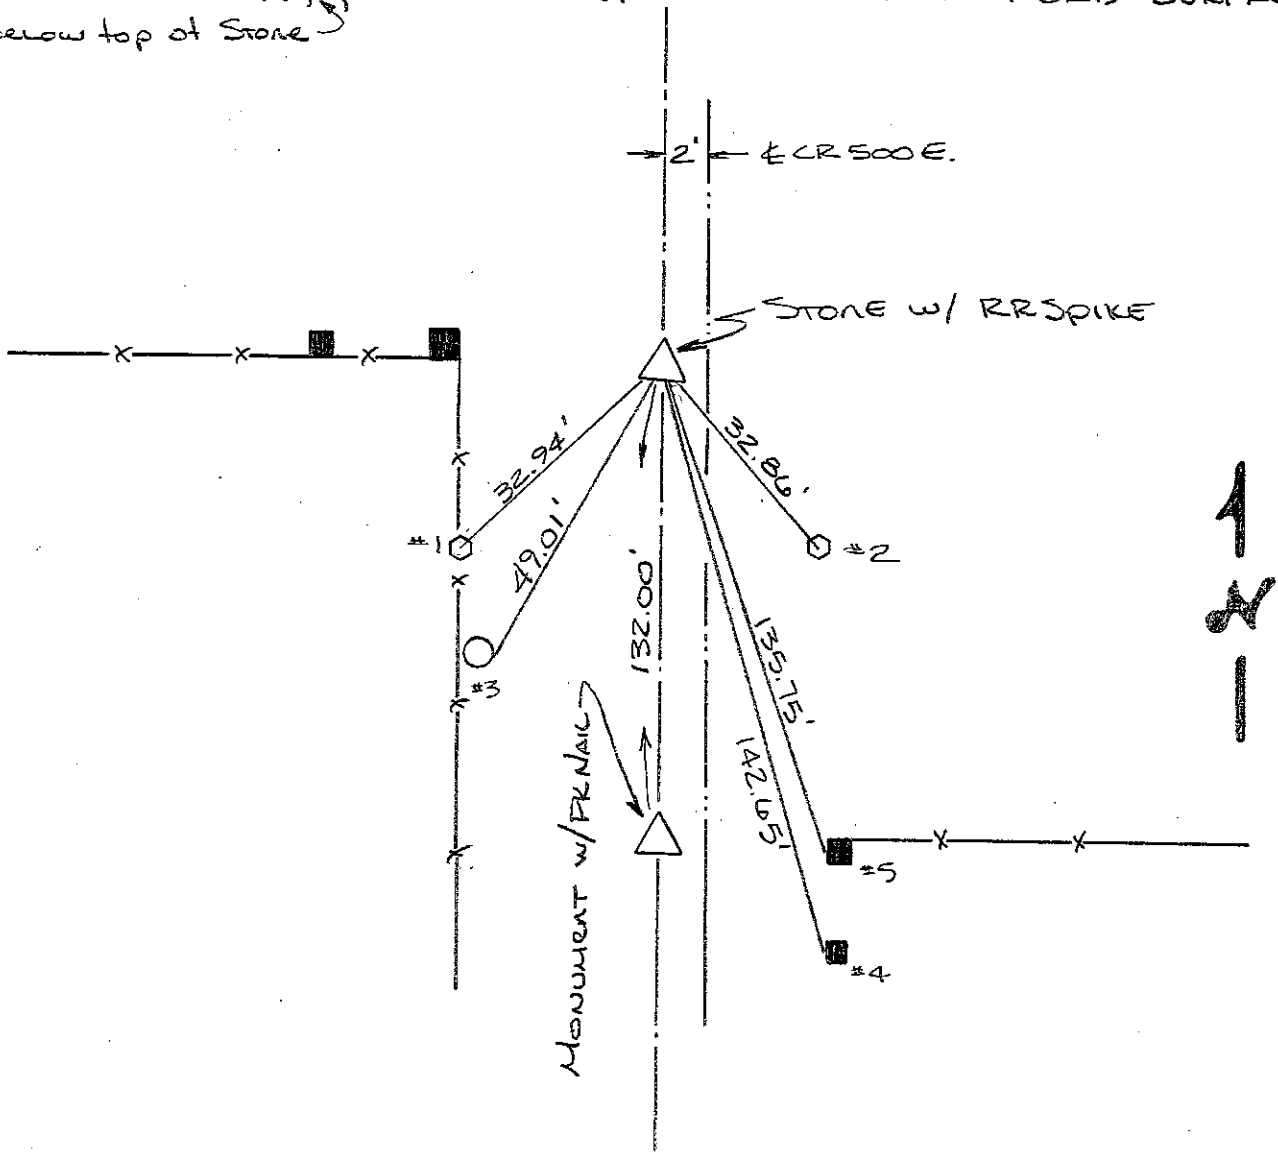 below top of Stone
2'
℄ CR 500 E.
STONE w/ RR SPIKE
32.94'
32.86'
49.01'
#1
#2
132.00'
#3
135.75'
142.65'
MONUMENT w/ PK NAIL
#5
#4
N